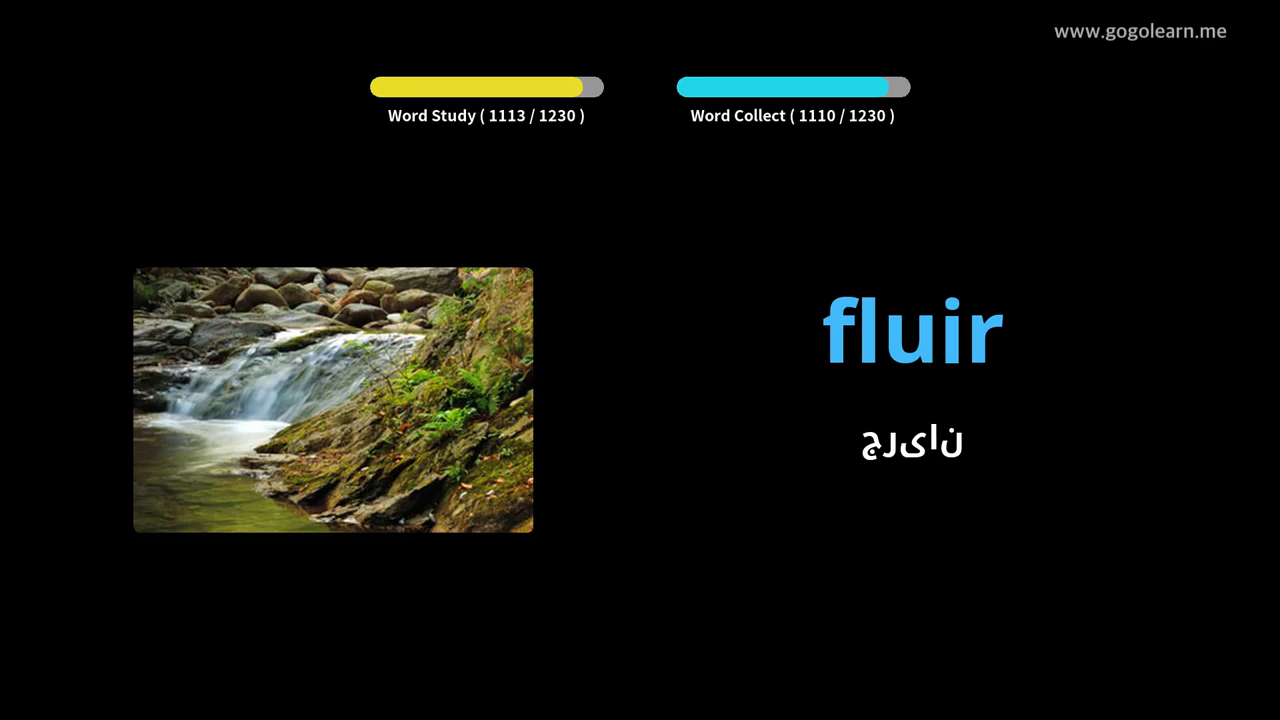 www.gogolearn.me
Word Study ( 1113 / 1230 )
Word Collect ( 1110 / 1230 )
fluir
جریان